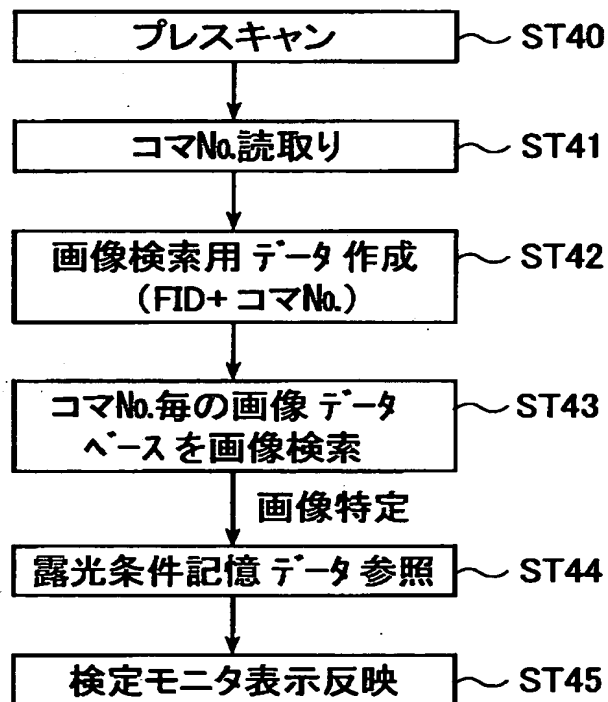 プレスキャン ST40
コマNo.読取り ST41
画像検索用 データ 作成 ST42
(FID+ コマNo.)
コマNo.毎の画像 データ ST43
ベースを画像検索
画像特定
露光条件記憶 データ 参照 ST44
検定モニタ表示反映 ST45